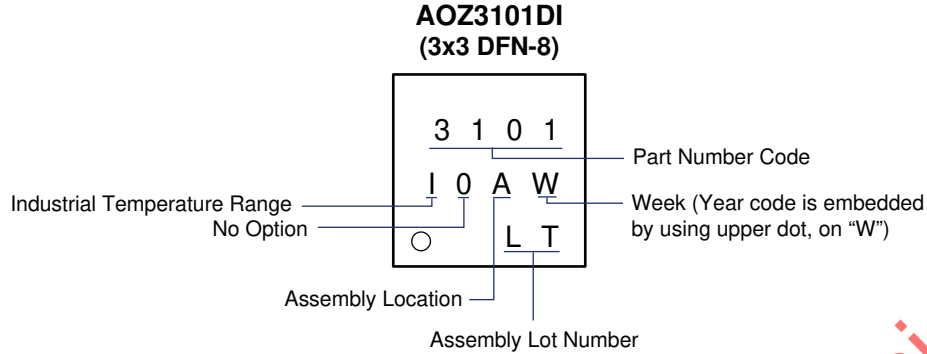 AOZ3101DI
(3x3 DFN-8)
3 1 0 1
Part Number Code
I 0 A W
Industrial Temperature Range
Week (Year code is embedded
by using upper dot, on “W”)
No Option
L T
Assembly Location
Assembly Lot Number